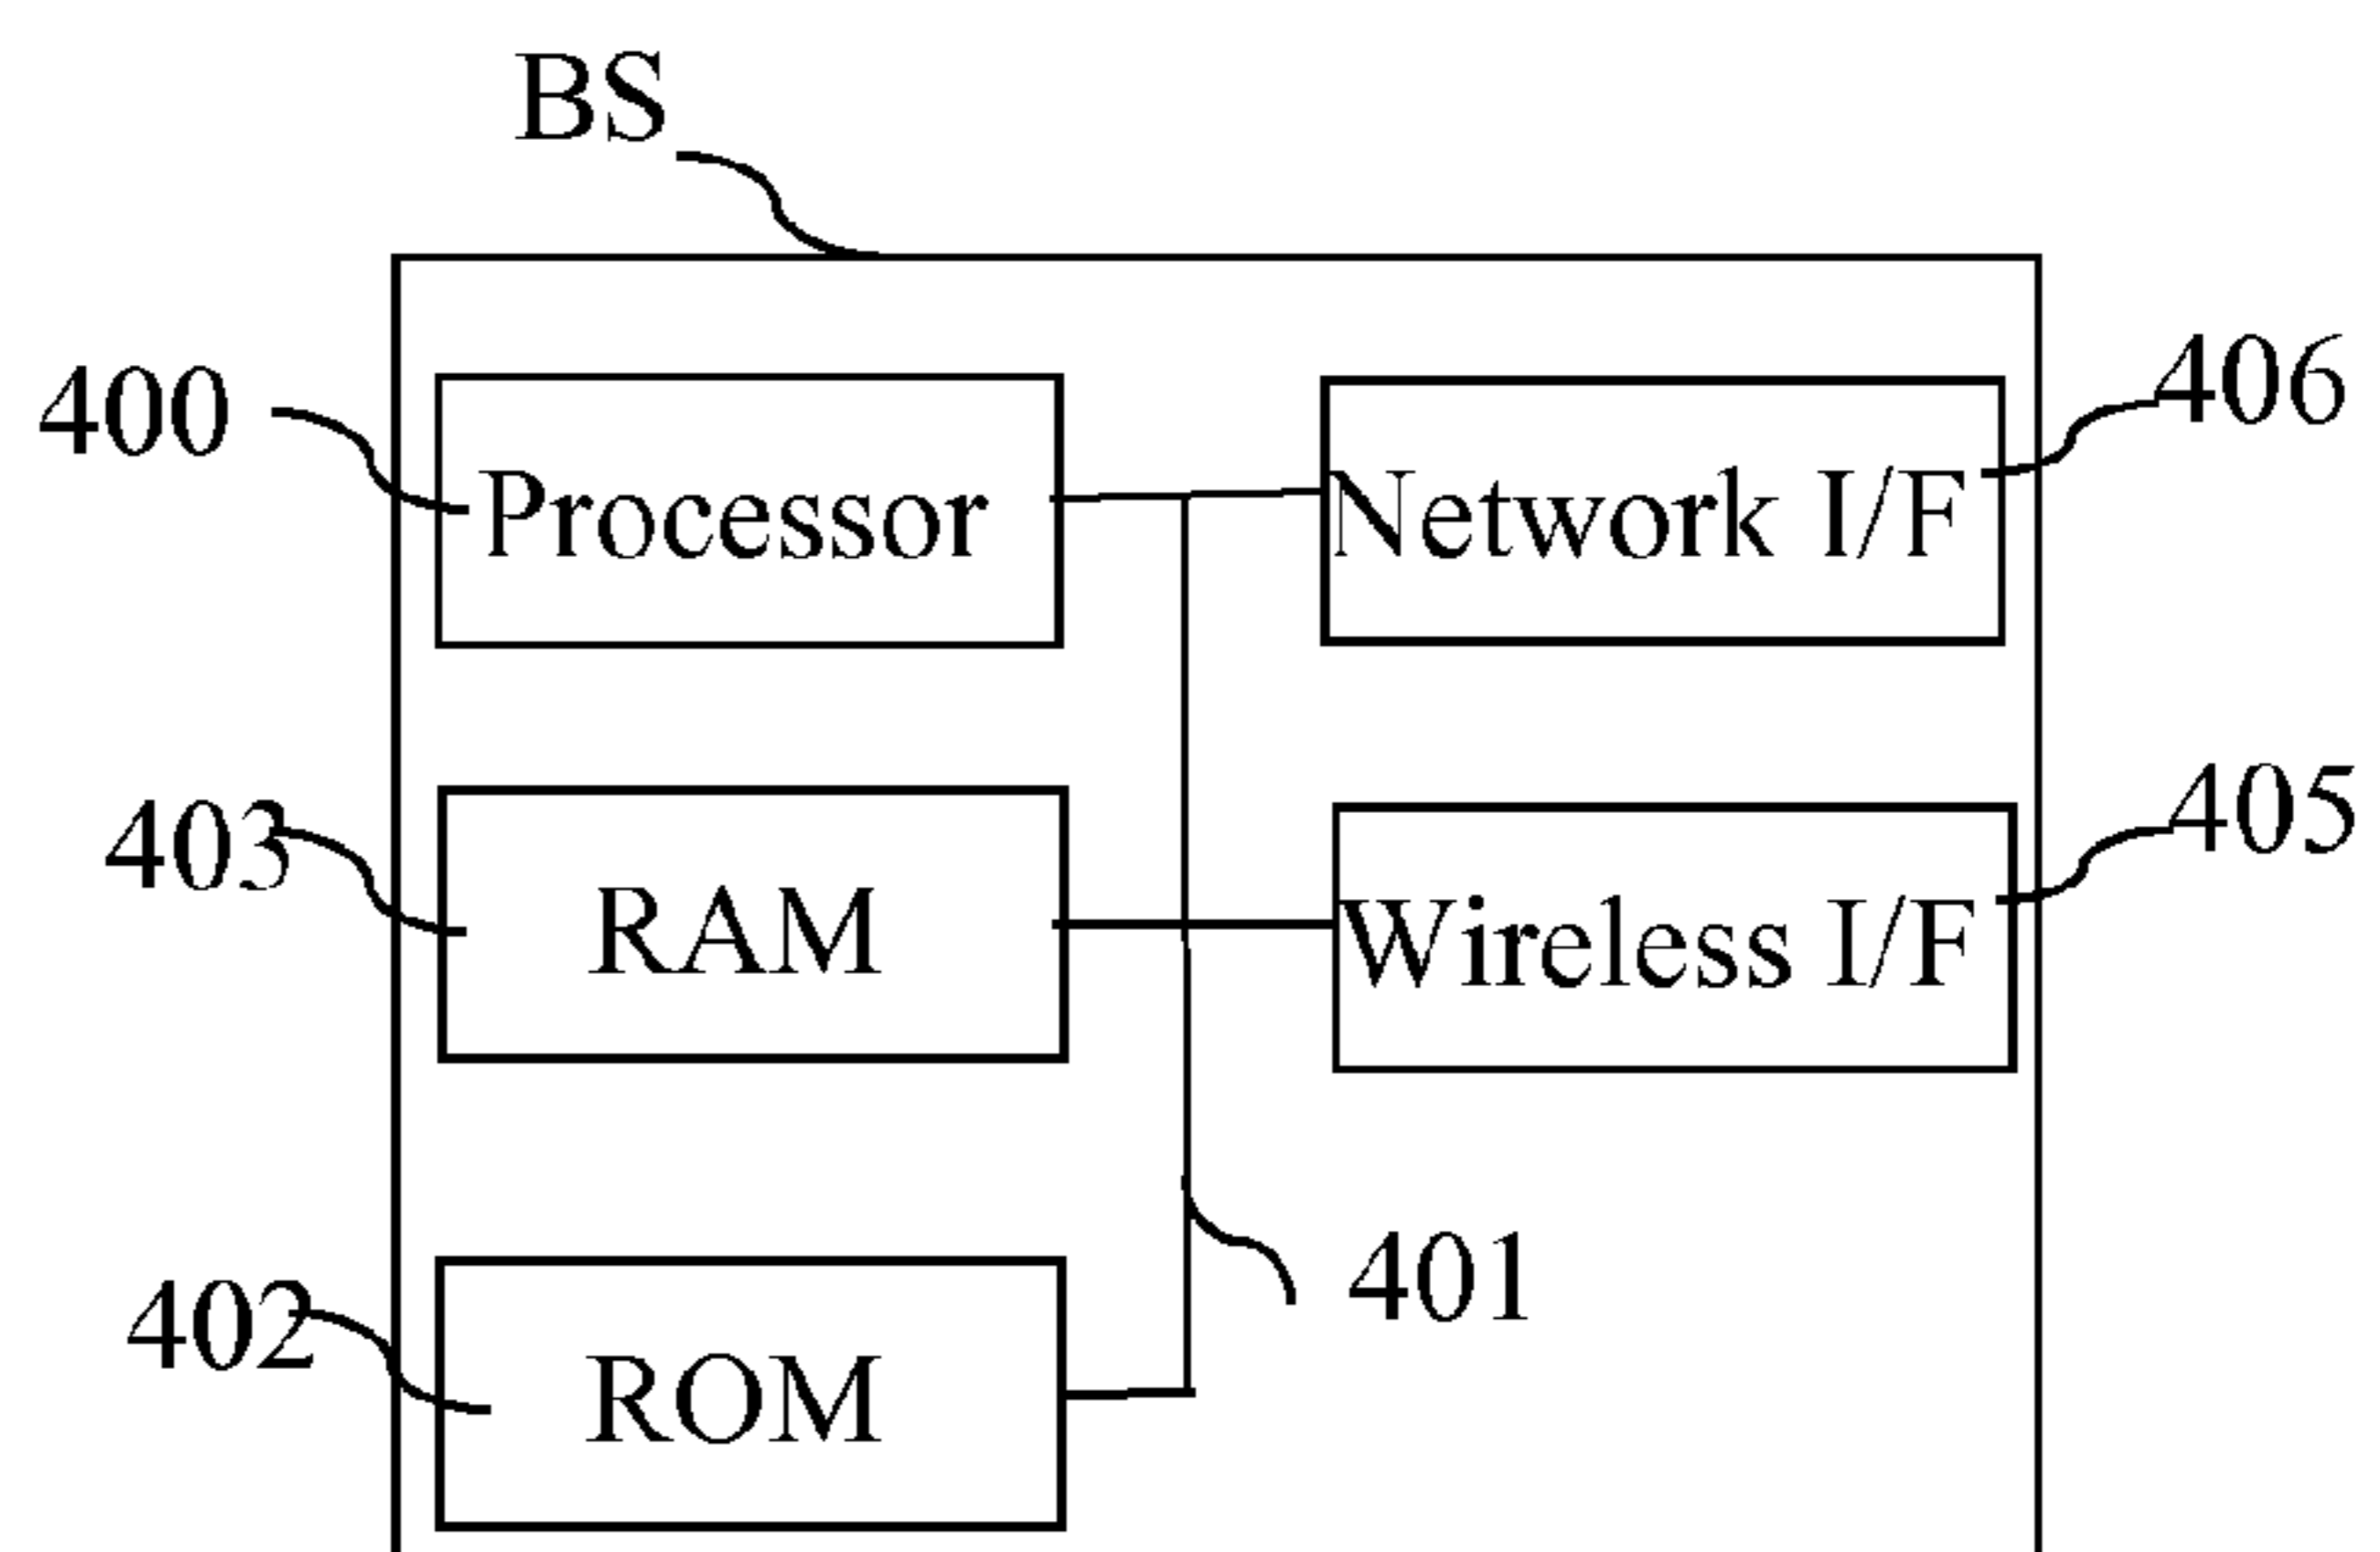 BS
400
Processor
Network I/F
406
403
RAM
Wireless I/F
405
402
ROM
401